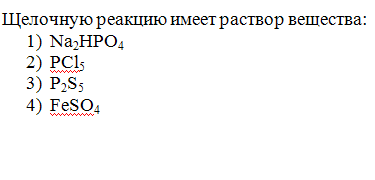 Щелочную реакцию имеет раствор вещества:
1) Na₂HPO₄
2) PCl₅
3) P₂S₅
4) FeSO₄